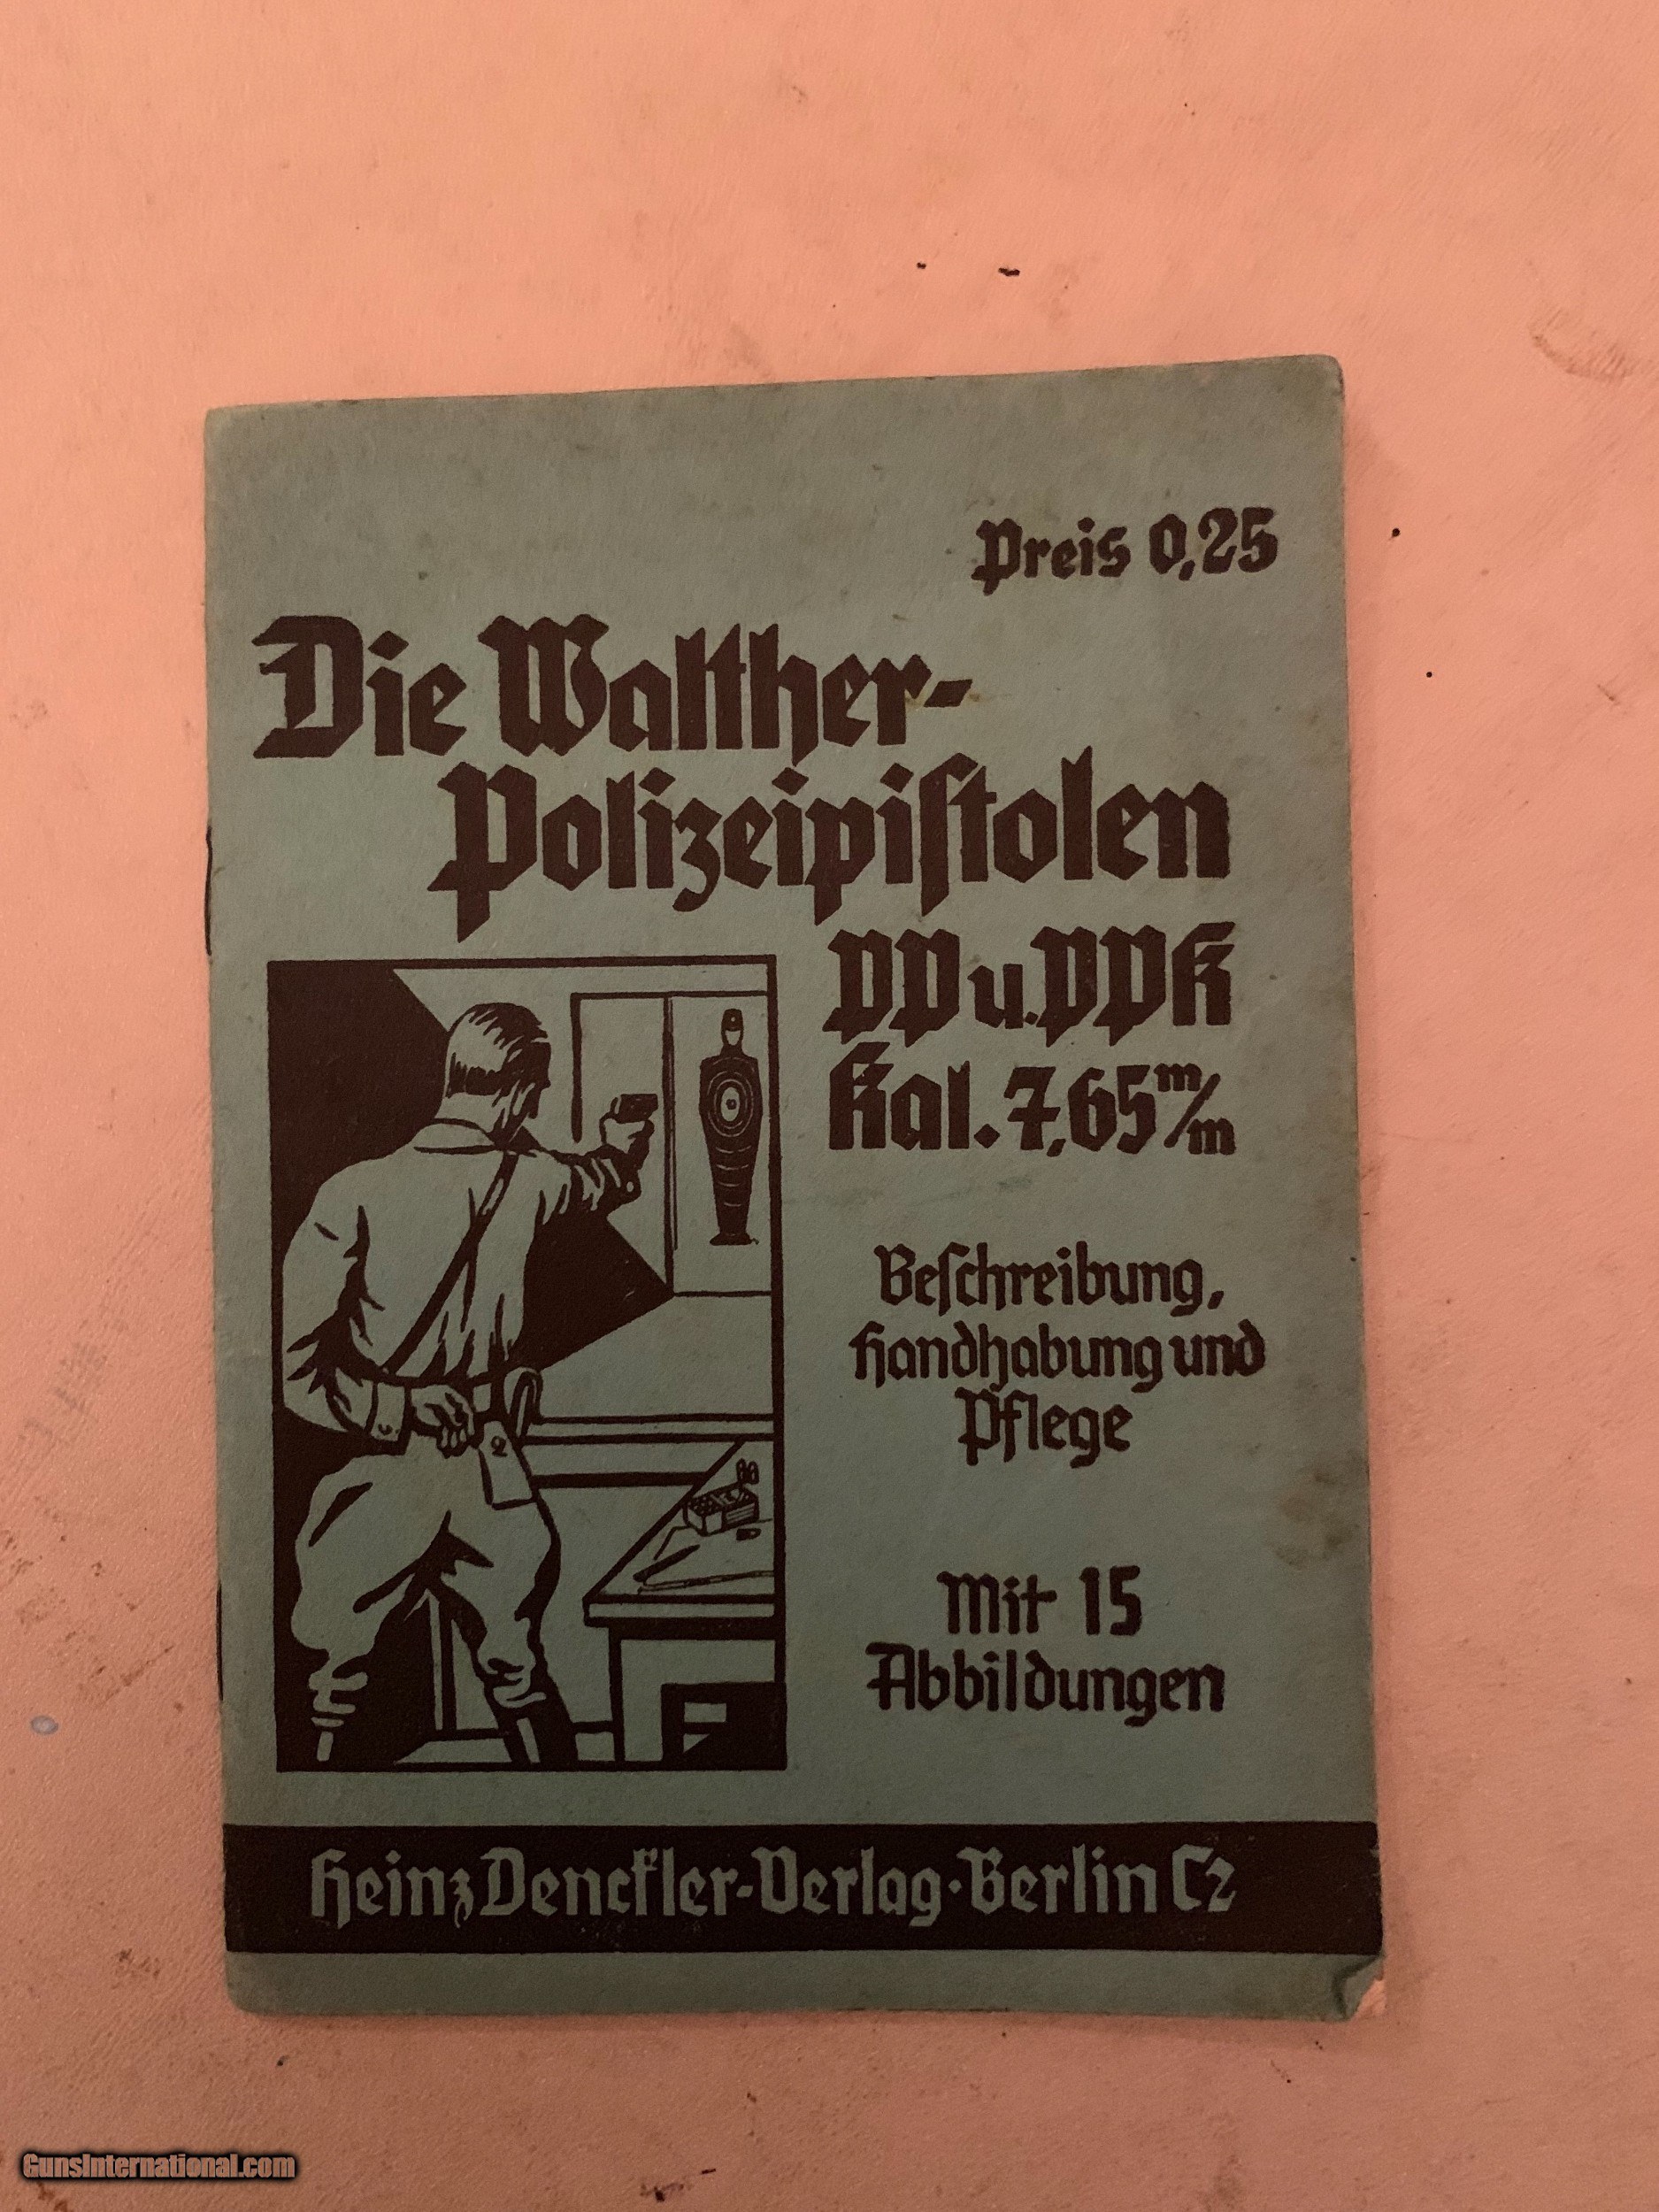 Preis 0,25
Die Walther-
Polizeipiſtolen
PP u. PPK
Kal. 7,65 m/m
Beſchreibung,
Handhabung und
Pflege
Mit 15
Abbildungen
Heinz Denckler-Verlag · Berlin C2
GunsInternational.com